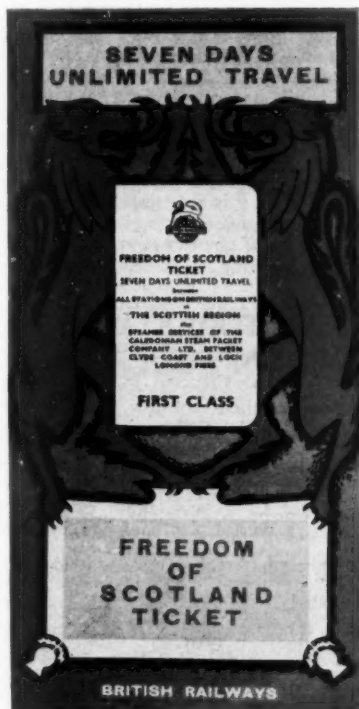 SEVEN DAYS
UNLIMITED TRAVEL
FREEDOM OF SCOTLAND
TICKET
SEVEN DAYS UNLIMITED TRAVEL
between
ALL STATIONS ON BRITISH RAILWAYS
in
THE SCOTTISH REGION
also
STEAMER SERVICES OF THE
CALEDONIAN STEAM PACKET
COMPANY LTD. BETWEEN
CLYDE COAST AND LOCH
LOMOND PIERS
FIRST CLASS
FREEDOM
OF
SCOTLAND
TICKET
BRITISH RAILWAYS